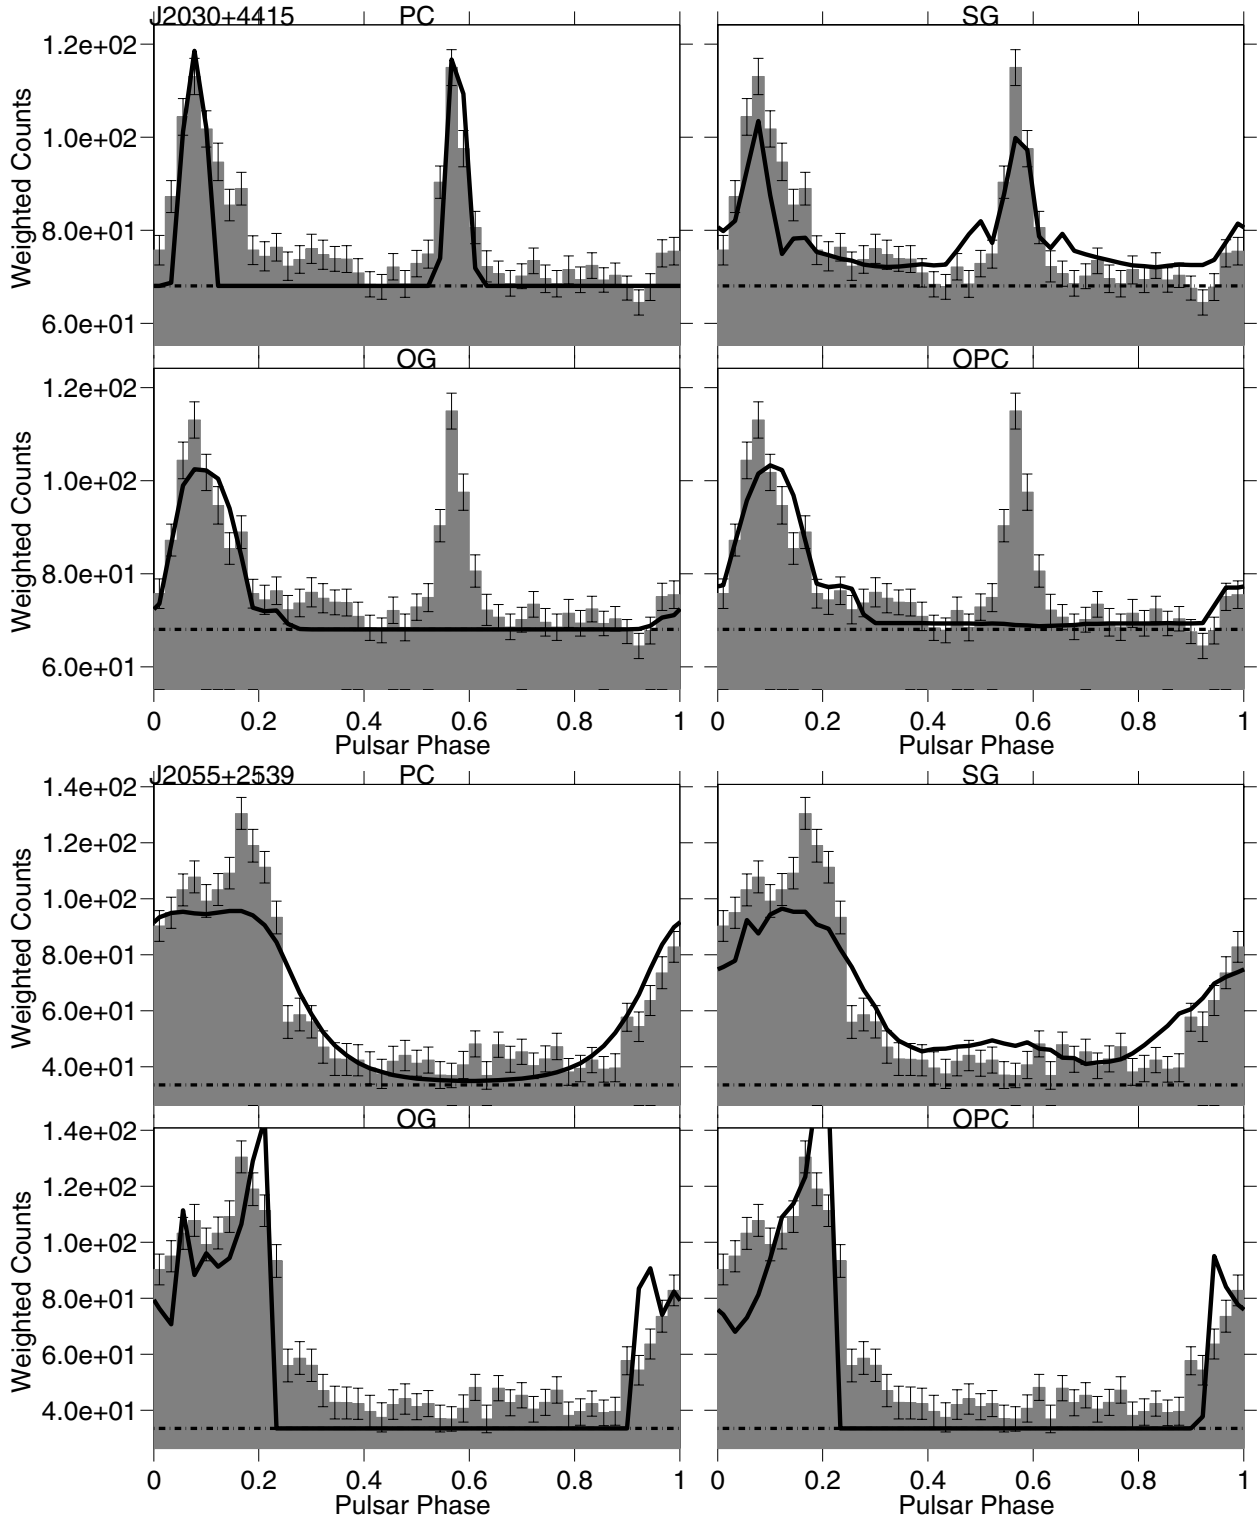 J2030+4415 PC SG
1.2e+02
1.0e+02
8.0e+01
6.0e+01
Weighted Counts
OG OPC
1.2e+02
1.0e+02
8.0e+01
6.0e+01
Weighted Counts
0 0.2 0.4 0.6 0.8 1 0 0.2 0.4 0.6 0.8 1
Pulsar Phase Pulsar Phase
J2055+2539 PC SG
1.4e+02
1.2e+02
1.0e+02
8.0e+01
6.0e+01
4.0e+01
Weighted Counts
OG OPC
1.4e+02
1.2e+02
1.0e+02
8.0e+01
6.0e+01
4.0e+01
Weighted Counts
0 0.2 0.4 0.6 0.8 1 0 0.2 0.4 0.6 0.8 1
Pulsar Phase Pulsar Phase